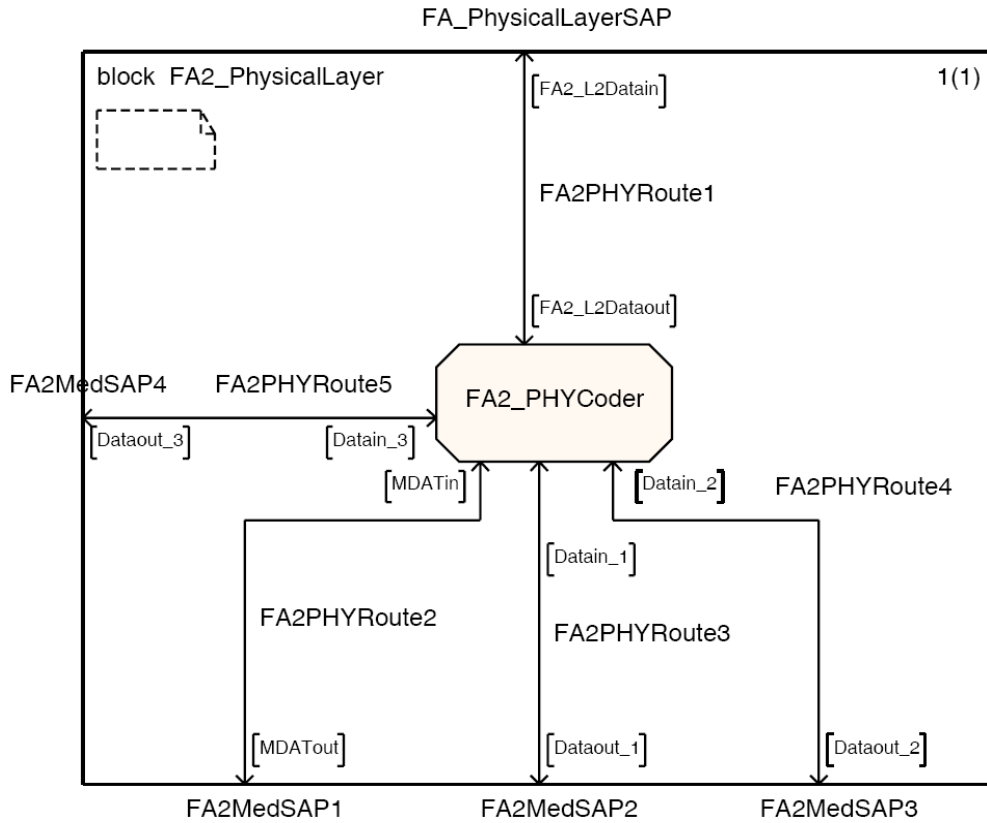 FA_PhysicalLayerSAP
block FA2_PhysicalLayer
1(1)
[FA2_L2Datain]
FA2PHYRoute1
[FA2_L2Dataout]
FA2MedSAP4
FA2PHYRoute5
FA2_PHYCoder
[Dataout_3]
[Datain_3]
[MDATin]
[Datain_2]
FA2PHYRoute4
[Datain_1]
FA2PHYRoute2
FA2PHYRoute3
[MDATout]
[Dataout_1]
[Dataout_2]
FA2MedSAP1
FA2MedSAP2
FA2MedSAP3